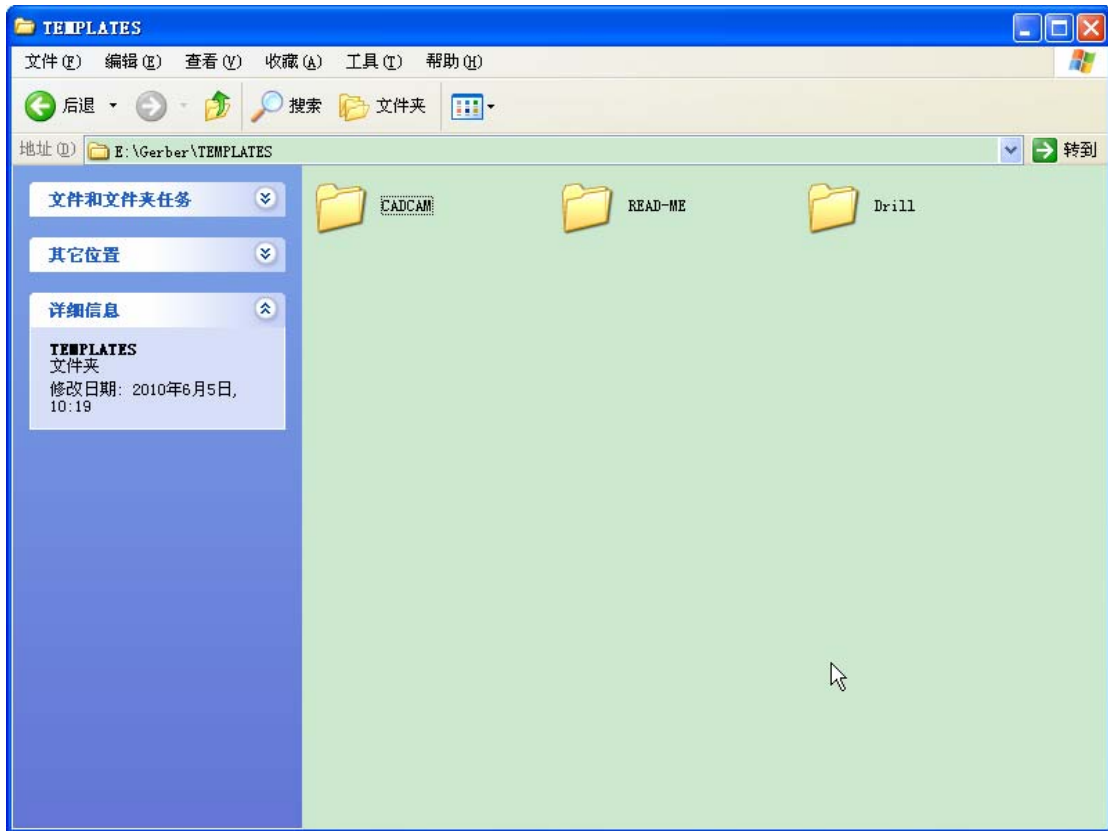 TEMPLATES
文件(F) 编辑(E) 查看(V) 收藏(A) 工具(T) 帮助(H)
后退 搜索 文件夹
地址(D) E:\Gerber\TEMPLATES 转到
文件和文件夹任务
其它位置
详细信息
TEMPLATES
文件夹
修改日期: 2010年6月5日,
10:19
CADCAM READ-ME Drill